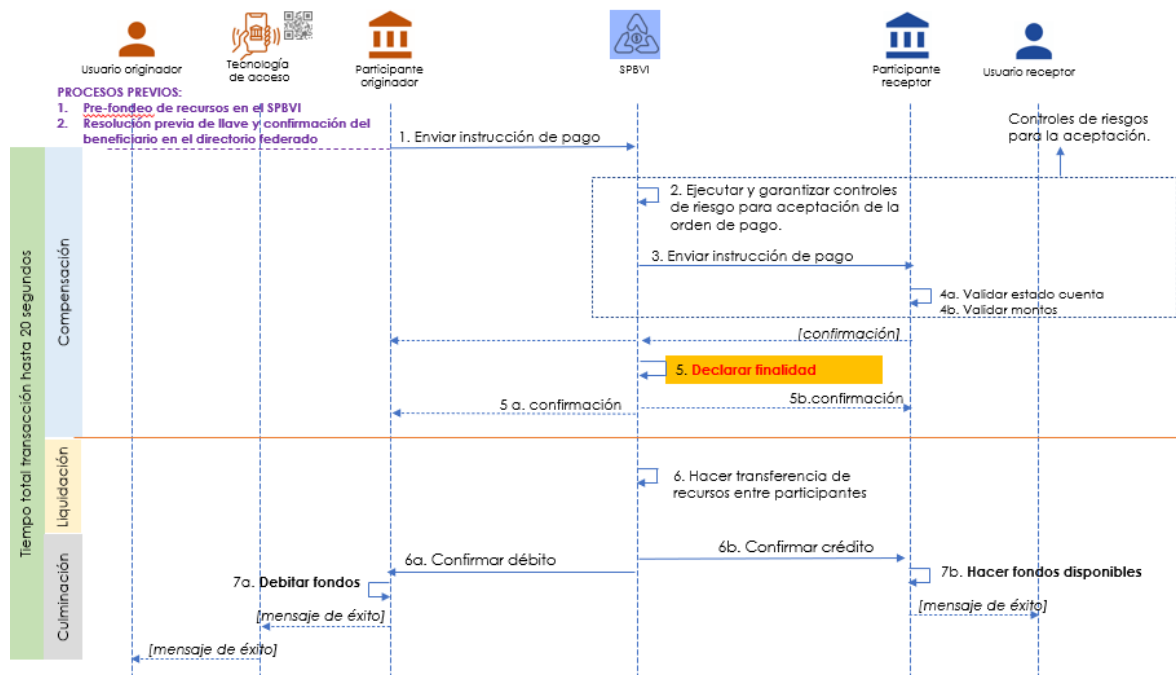 Usuario originador
Tecnología
de acceso
Participante
originador
SPBVI
Participante
receptor
Usuario receptor
PROCESOS PREVIOS:
1. Pre-fondeo de recursos en el SPBVI
2. Resolución previa de llave y confirmación del
beneficiario en el directorio federado
Controles de riesgos
para la aceptación.
1. Enviar instrucción de pago
2. Ejecutar y garantizar controles
de riesgo para aceptación de la
orden de pago.
3. Enviar instrucción de pago
4a. Validar estado cuenta
4b. Validar montos
[confirmación]
5. Declarar finalidad
5 a. confirmación
5b.confirmación
6. Hacer transferencia de
recursos entre participantes
6a. Confirmar débito
6b. Confirmar crédito
7a. Debitar fondos
7b. Hacer fondos disponibles
[mensaje de éxito]
[mensaje de éxito]
[mensaje de éxito]
Tiempo total transacción hasta 20 segundos
Compensación
Liquidación
Culminación